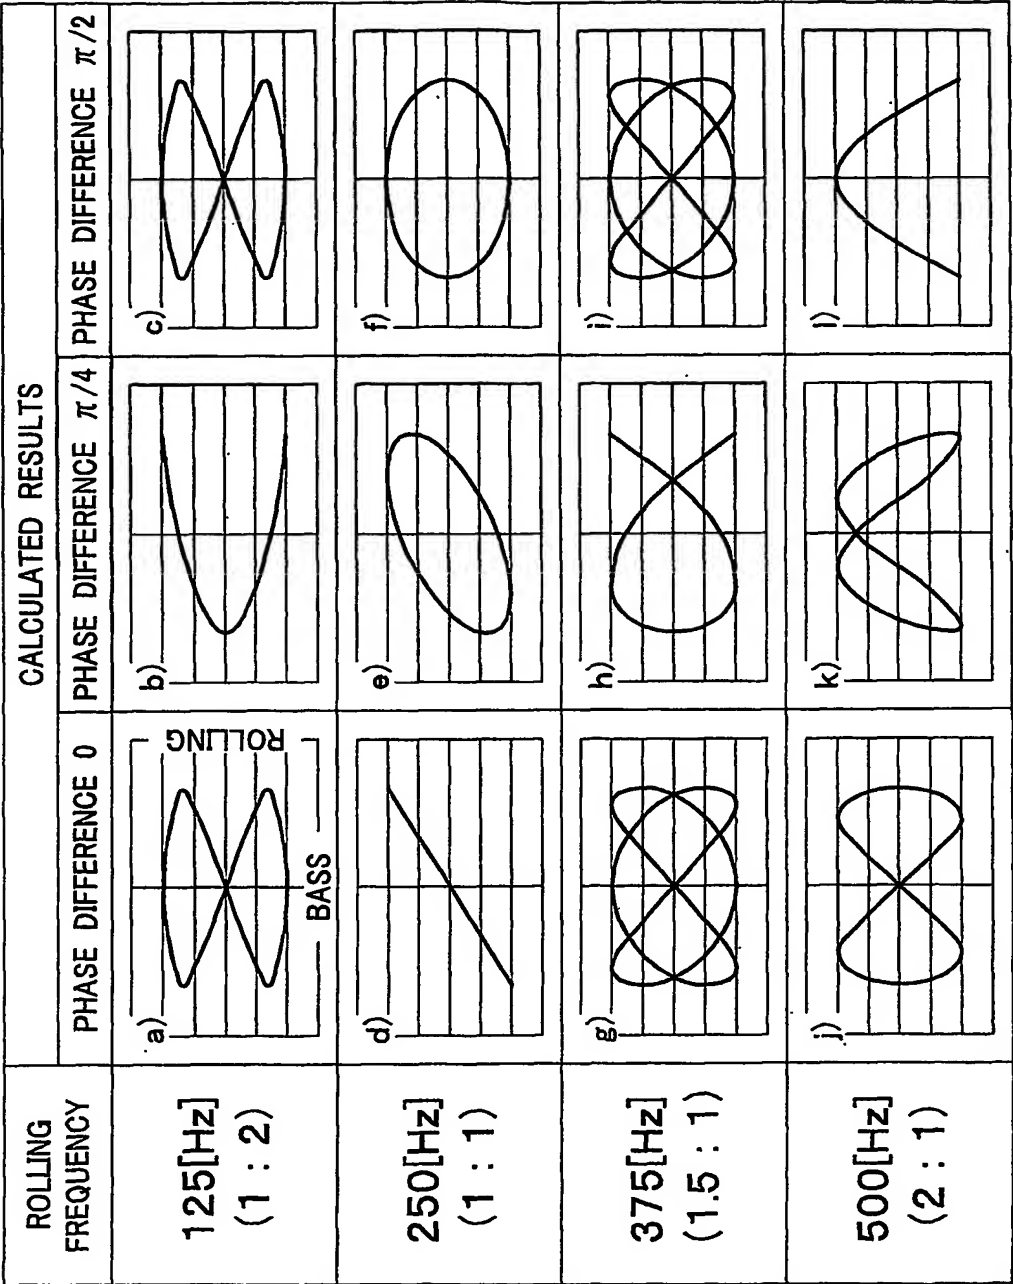 ROLLING
FREQUENCY
CALCULATED RESULTS
PHASE DIFFERENCE 0
PHASE DIFFERENCE π/4
PHASE DIFFERENCE π/2
125[Hz]
(1 : 2)
a)
ROLLING
BASS
b)
c)
250[Hz]
(1 : 1)
d)
e)
f)
375[Hz]
(1.5 : 1)
g)
h)
i)
500[Hz]
(2 : 1)
j)
k)
l)